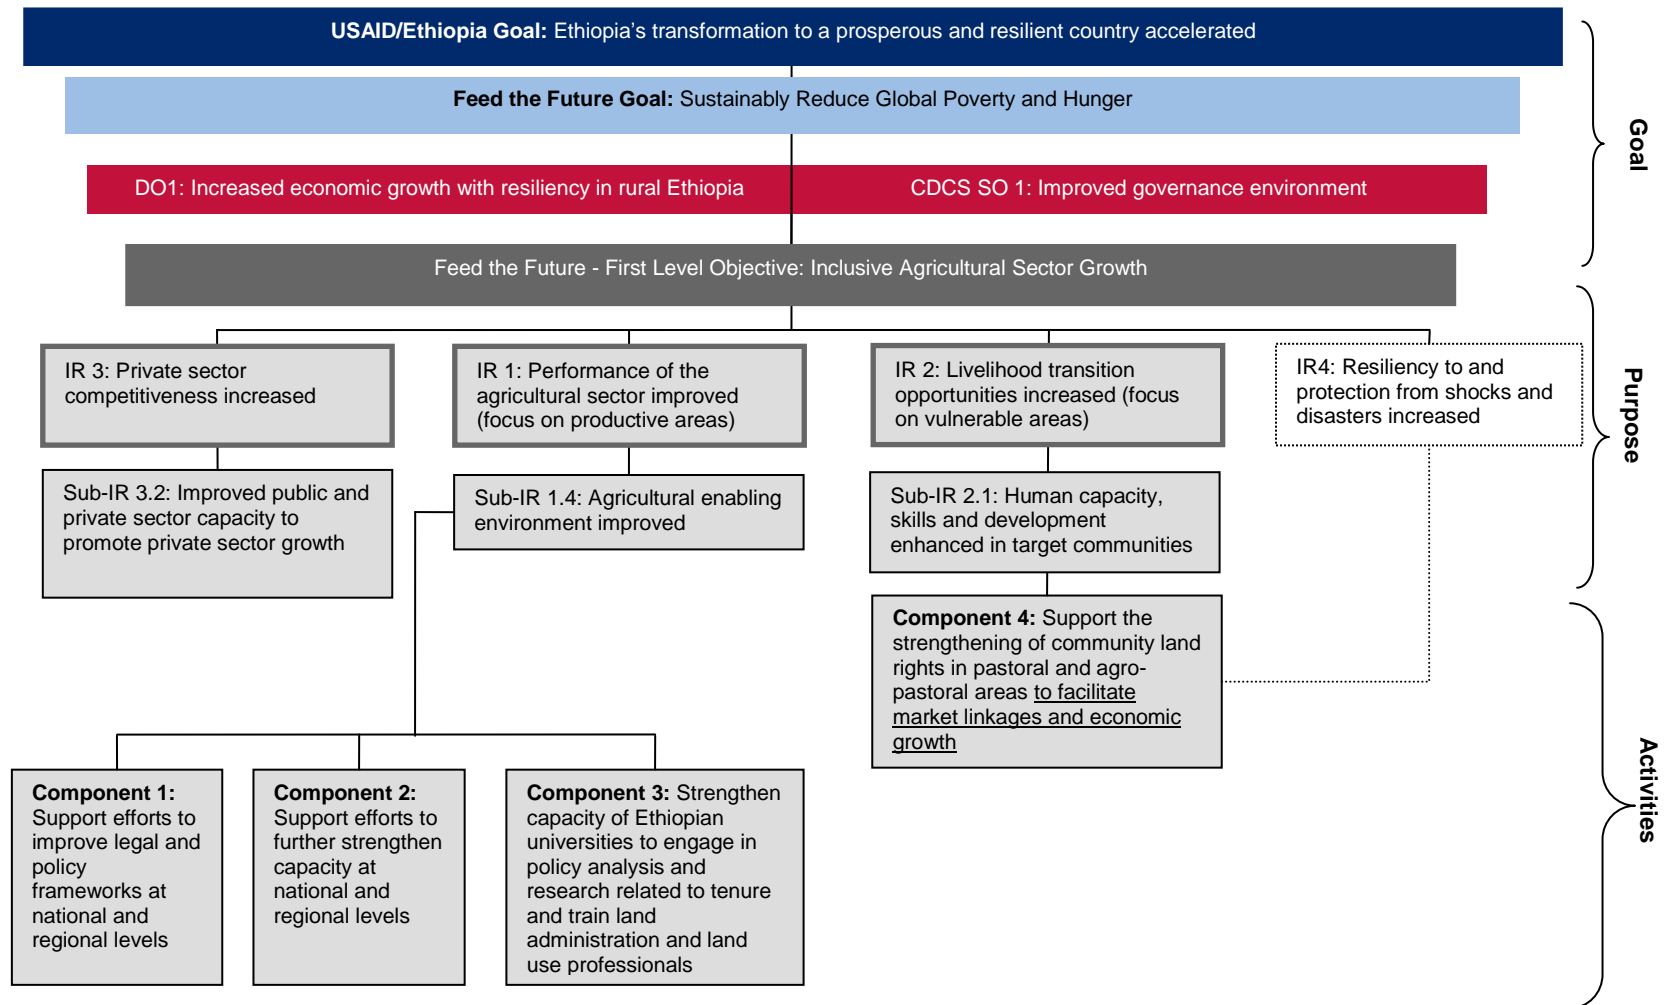 USAID/Ethiopia Goal: Ethiopia's transformation to a prosperous and resilient country accelerated
Feed the Future Goal: Sustainably Reduce Global Poverty and Hunger
Goal
DO1: Increased economic growth with resiliency in rural Ethiopia
CDCS SO 1: Improved governance environment
Feed the Future - First Level Objective: Inclusive Agricultural Sector Growth
IR 3: Private sector
competitiveness increased
IR 1: Performance of the
agricultural sector improved
(focus on productive areas)
IR 2: Livelihood transition
opportunities increased (focus
on vulnerable areas)
IR4: Resiliency to and
protection from shocks and
disasters increased
Purpose
Sub-IR 3.2: Improved public and
private sector capacity to
promote private sector growth
Sub-IR 1.4: Agricultural enabling
environment improved
Sub-IR 2.1: Human capacity,
skills and development
enhanced in target communities
Component 4: Support the
strengthening of community land
rights in pastoral and agro-
pastoral areas to facilitate
market linkages and economic
growth
Activities
Component 1:
Support efforts to
improve legal and
policy
frameworks at
national and
regional levels
Component 2:
Support efforts to
further strengthen
capacity at
national and
regional levels
Component 3: Strengthen
capacity of Ethiopian
universities to engage in
policy analysis and
research related to tenure
and train land
administration and land
use professionals